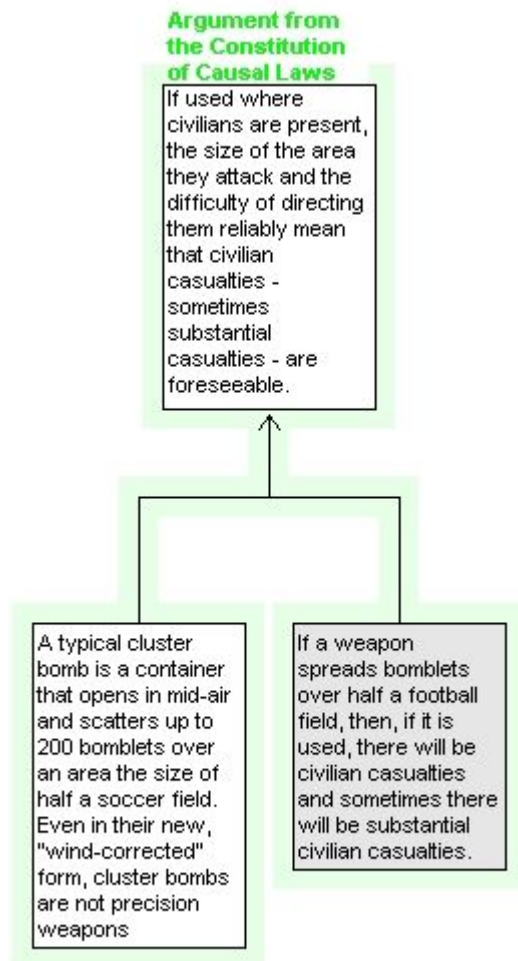 Argument from
the Constitution
of Causal Laws
If used where
civilians are present,
the size of the area
they attack and the
difficulty of directing
them reliably mean
that civilian
casualties -
sometimes
substantial
casualties - are
foreseeable.
A typical cluster
bomb is a container
that opens in mid-air
and scatters up to
200 bomblets over
an area the size of
half a soccer field.
Even in their new,
"wind-corrected"
form, cluster bombs
are not precision
weapons
If a weapon
spreads bomblets
over half a football
field, then, if it is
used, there will be
civilian casualties
and sometimes there
will be substantial
civilian casualties.